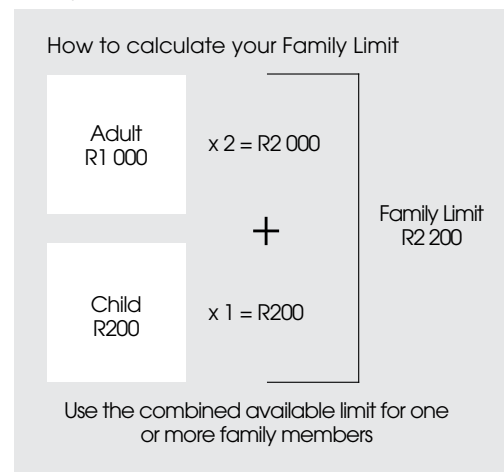 How to calculate your Family Limit
Adult
R1 000
x 2 = R2 000
+
Family Limit
R2 200
Child
R200
x 1 = R200
Use the combined available limit for one
or more family members